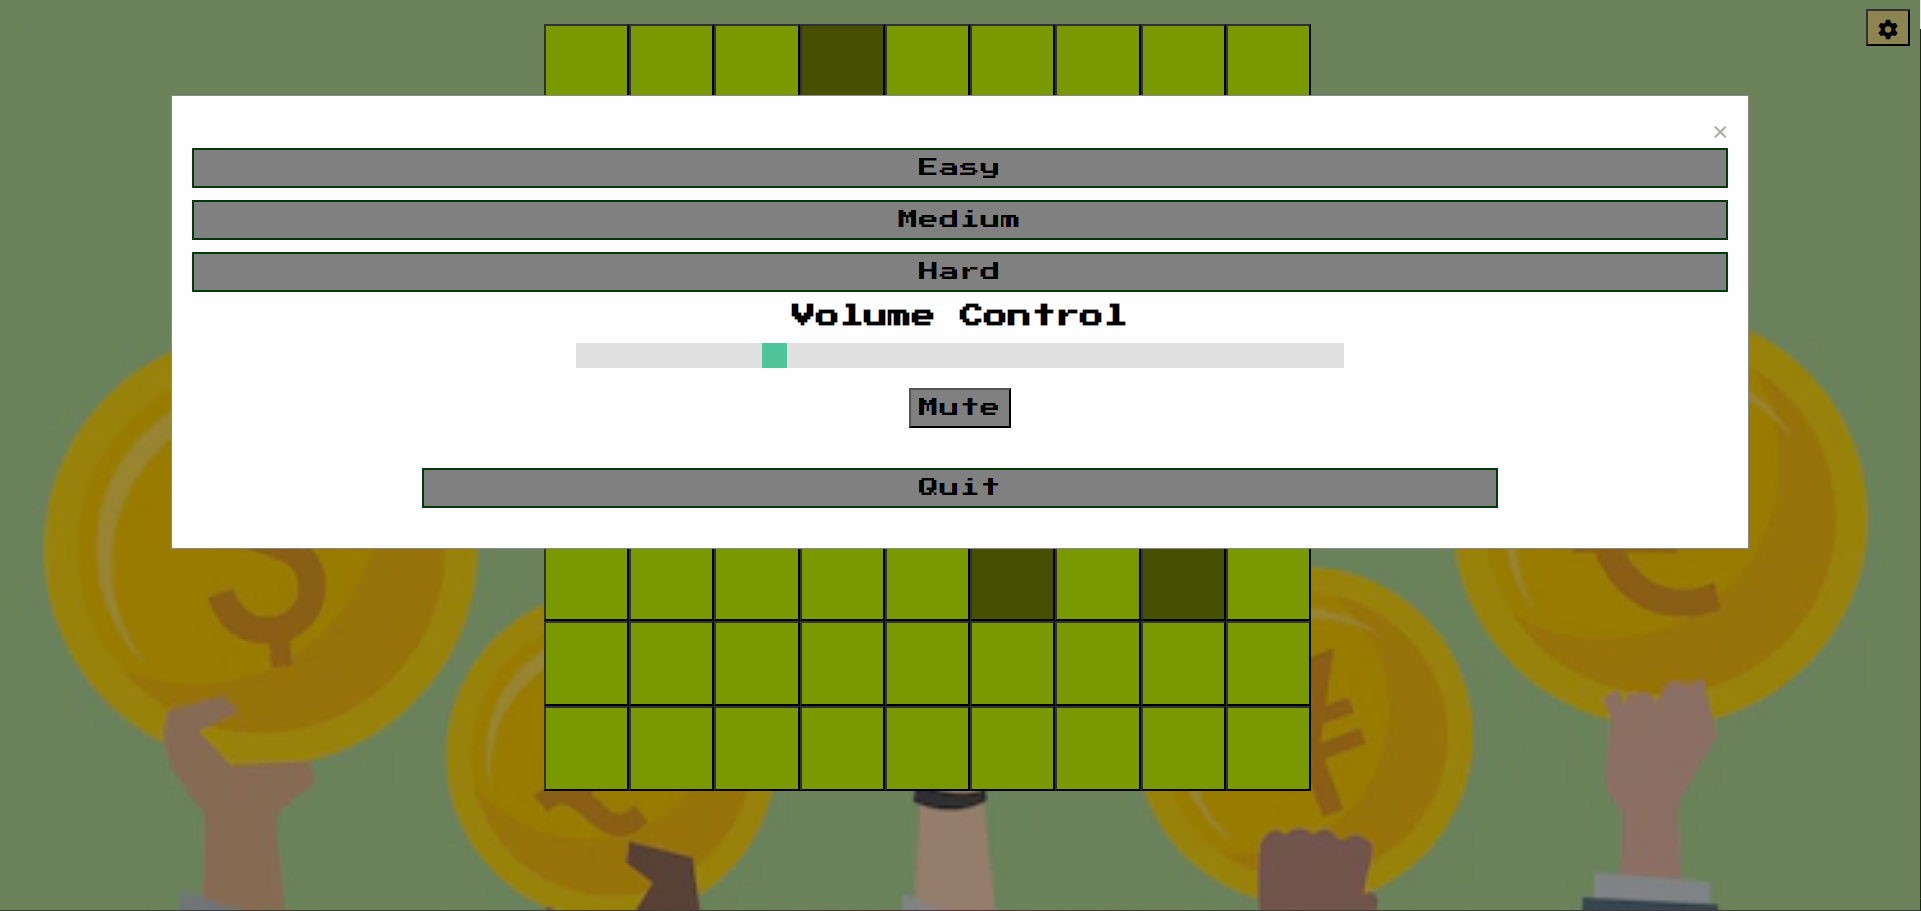 ×
Easy
Medium
Hard
Volume Control
Mute
Quit
$
¥